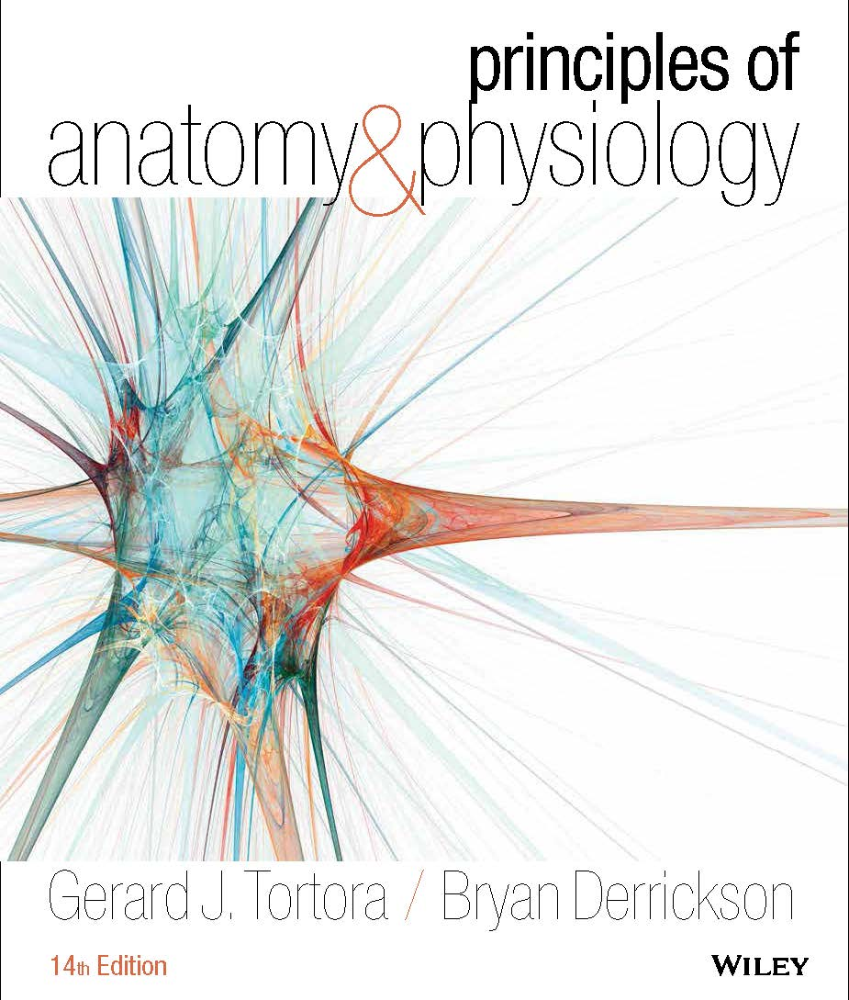 principles of
anatomy&physiology
Gerard J. Tortora / Bryan Derrickson
14th Edition
WILEY